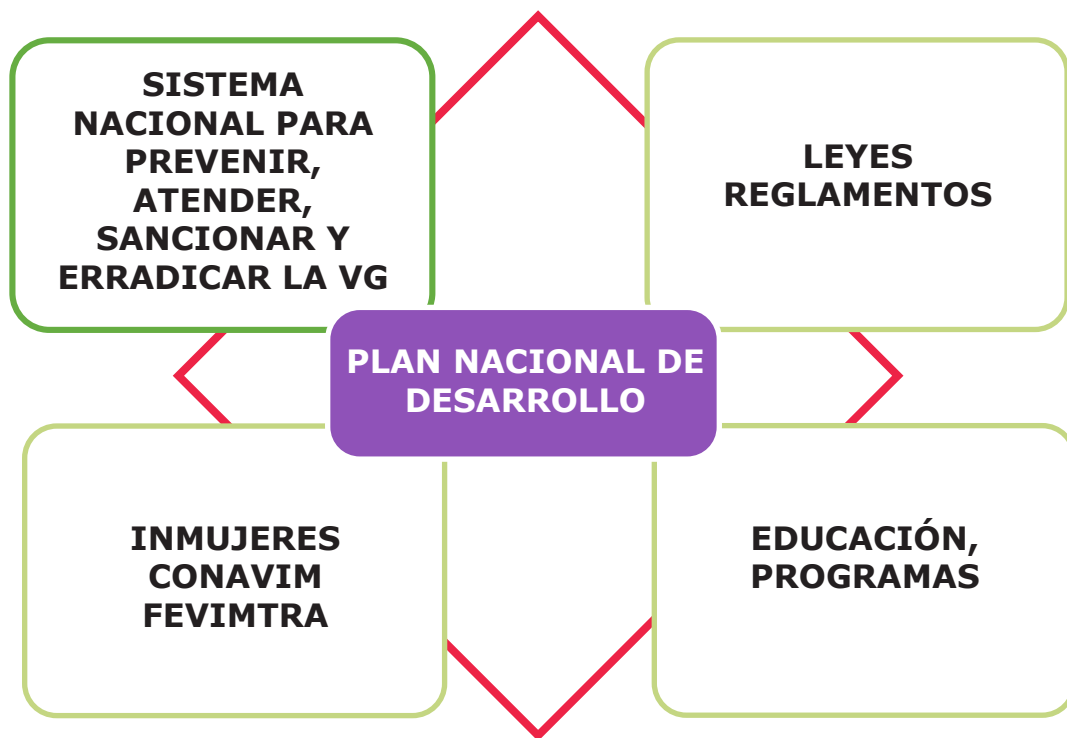 SISTEMA
NACIONAL PARA
PREVENIR,
ATENDER,
SANCIONAR Y
ERRADICAR LA VG
LEYES
REGLAMENTOS
PLAN NACIONAL DE
DESARROLLO
INMUJERES
CONAVIM
FEVIMTRA
EDUCACIÓN,
PROGRAMAS